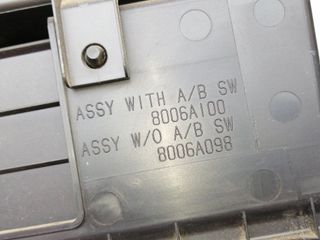 ASSY WITH A/B SW
8006A100
ASSY W/O A/B SW
8006A098